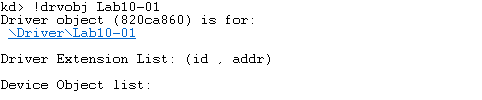 kd> !drvobj Lab10-01
Driver object (820ca860) is for:
\Driver\Lab10-01
Driver Extension List: (id , addr)
Device Object list: